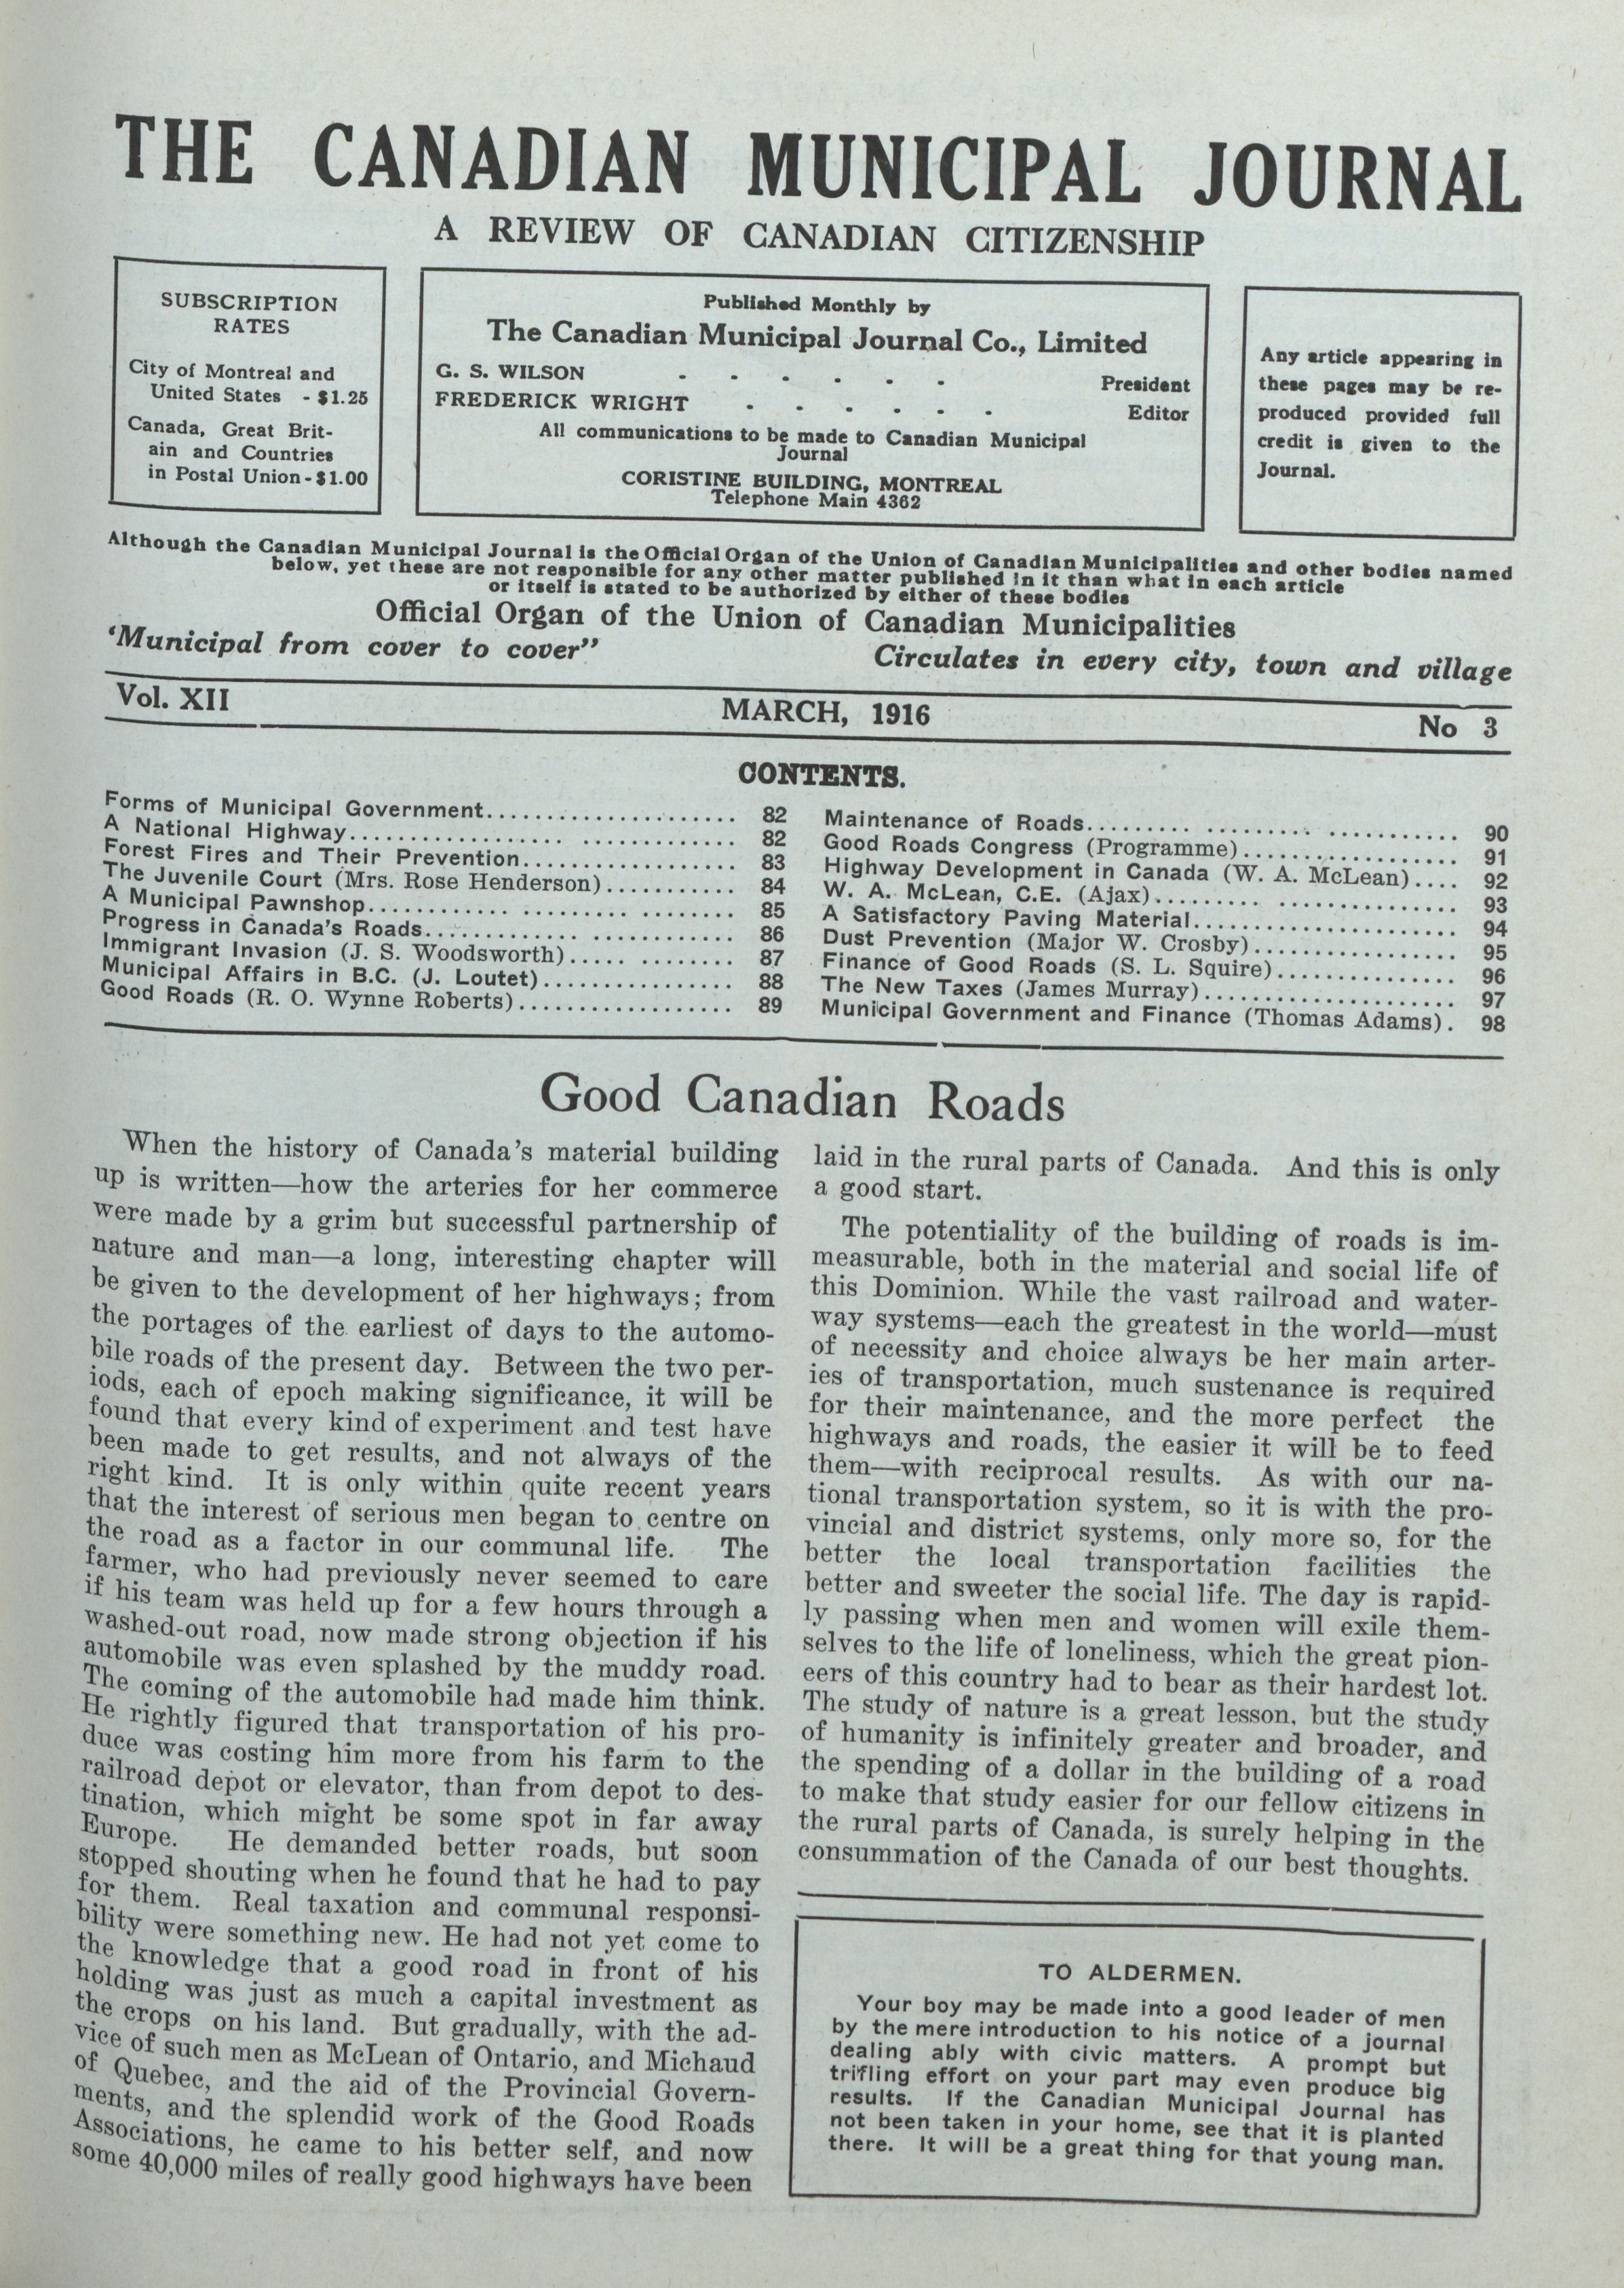 THE CANADIAN MUNICIPAL JOURNAL
A REVIEW OF CANADIAN CITIZENSHIP
SUBSCRIPTION
RATES
City of Montreal and
United States - $1.25
Canada, Great Brit-
ain and Countries
in Postal Union - $1.00
Published Monthly by
The Canadian Municipal Journal Co., Limited
G. S. WILSON . . . . . . President
FREDERICK WRIGHT . . . . . . Editor
All communications to be made to Canadian Municipal
Journal
CORISTINE BUILDING, MONTREAL
Telephone Main 4362
Any article appearing in
these pages may be re-
produced provided full
credit is given to the
Journal.
Although the Canadian Municipal Journal is the Official Organ of the Union of Canadian Municipalities and other bodies named
below, yet these are not responsible for any other matter published in it than what in each article
or itself is stated to be authorized by either of these bodies
Official Organ of the Union of Canadian Municipalities
‘Municipal from cover to cover”
Circulates in every city, town and village
Vol. XII MARCH, 1916 No 3
CONTENTS.
Forms of Municipal Government..................... 82
A National Highway................ ............. 82
Forest Fires and Their Prevention.................. 83
The Juvenile Court (Mrs. Rose Henderson)........... 84
A Municipal Pawnshop............ ......... ........ 85
Progress in Canada's Roads............. ............ 86
Immigrant Invasion (J. S. Woodsworth)..... ........ 87
Municipal Affairs in B.C. (J. Loutet)................ 88
Good Roads (R. O. Wynne Roberts).................. 89
Maintenance of Roads......... ......... ........... 90
Good Roads Congress (Programme).................. 91
Highway Development in Canada (W. A. McLean).... 92
W. A. McLean, C.E. (Ajax)......... ............... 93
A Satisfactory Paving Material...................... 94
Dust Prevention (Major W. Crosby)................. 95
Finance of Good Roads (S. L. Squire)............... 96
The New Taxes (James Murray)..................... 97
Municipal Government and Finance (Thomas Adams). 98
Good Canadian Roads
When the history of Canada's material building
up is written—how the arteries for her commerce
were made by a grim but successful partnership of
nature and man—a long, interesting chapter will
be given to the development of her highways; from
the portages of the earliest of days to the automo-
bile roads of the present day. Between the two per-
iods, each of epoch making significance, it will be
found that every kind of experiment and test have
been made to get results, and not always of the
right kind. It is only within quite recent years
that the interest of serious men began to centre on
the road as a factor in our communal life. The
farmer, who had previously never seemed to care
if his team was held up for a few hours through a
washed-out road, now made strong objection if his
automobile was even splashed by the muddy road.
The coming of the automobile had made him think.
He rightly figured that transportation of his pro-
duce was costing him more from his farm to the
railroad depot or elevator, than from depot to des-
tination, which might be some spot in far away
Europe. He demanded better roads, but soon
stopped shouting when he found that he had to pay
for them. Real taxation and communal responsi-
bility were something new. He had not yet come to
the knowledge that a good road in front of his
holding was just as much a capital investment as
the crops on his land. But gradually, with the ad-
vice of such men as McLean of Ontario, and Michaud
of Quebec, and the aid of the Provincial Govern-
ments, and the splendid work of the Good Roads
Associations, he came to his better self, and now
some 40,000 miles of really good highways have been
laid in the rural parts of Canada. And this is only
a good start.
The potentiality of the building of roads is im-
measurable, both in the material and social life of
this Dominion. While the vast railroad and water-
way systems—each the greatest in the world—must
of necessity and choice always be her main arter-
ies of transportation, much sustenance is required
for their maintenance, and the more perfect the
highways and roads, the easier it will be to feed
them—with reciprocal results. As with our na-
tional transportation system, so it is with the pro-
vincial and district systems, only more so, for the
better the local transportation facilities the
better and sweeter the social life. The day is rapid-
ly passing when men and women will exile them-
selves to the life of loneliness, which the great pion-
eers of this country had to bear as their hardest lot.
The study of nature is a great lesson, but the study
of humanity is infinitely greater and broader, and
the spending of a dollar in the building of a road
to make that study easier for our fellow citizens in
the rural parts of Canada, is surely helping in the
consummation of the Canada of our best thoughts.
TO ALDERMEN.
Your boy may be made into a good leader of men
by the mere introduction to his notice of a journal
dealing ably with civic matters. A prompt but
trifling effort on your part may even produce big
results. If the Canadian Municipal Journal has
not been taken in your home, see that it is planted
there. It will be a great thing for that young man.